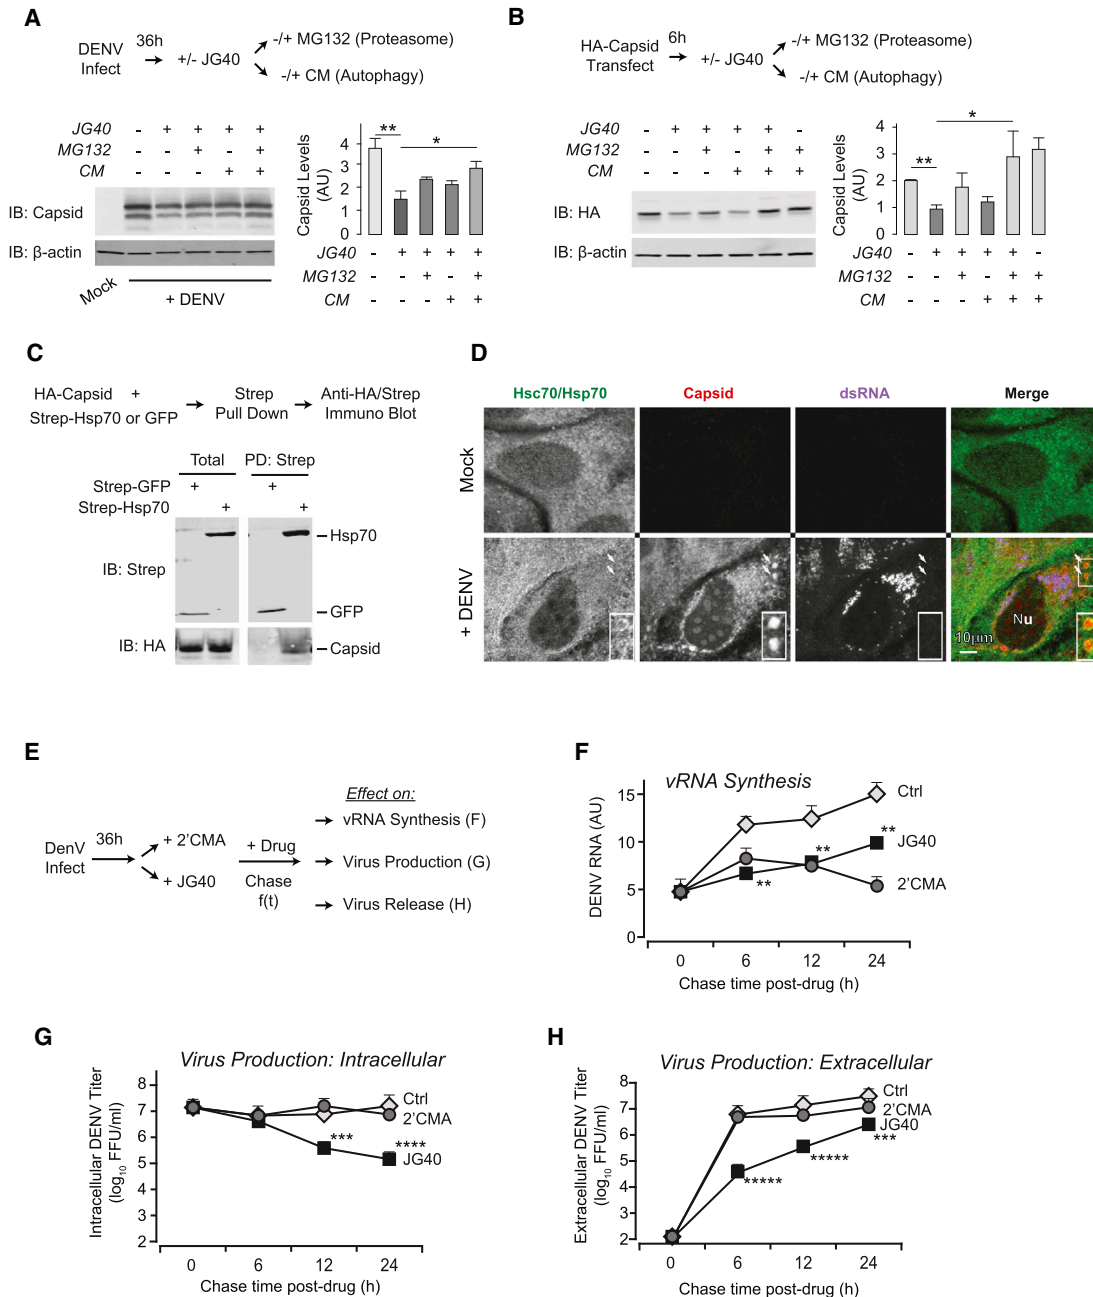 A
DENV
Infect
36h
+/- JG40
-/+ MG132 (Proteasome)
-/+ CM (Autophagy)
JG40 - + + + +
MG132 - - + - +
CM - - - + +
IB: Capsid
IB: β-actin
Mock
+ DENV
Capsid Levels
(AU)
4
3
2
1
0
**
*
JG40 - + + + +
MG132 - - + - +
CM - - - + +
B
HA-Capsid
Transfect
6h
+/- JG40
-/+ MG132 (Proteasome)
-/+ CM (Autophagy)
JG40 - + + + + -
MG132 - - + - + +
CM - - - + + +
IB: HA
IB: β-actin
Capsid Levels
(AU)
4
3
2
1
0
**
*
JG40 - + + + + -
MG132 - - + - + +
CM - - - + + +
C
HA-Capsid +
Strep-Hsp70 or GFP
Strep
Pull Down
Anti-HA/Strep
Immuno Blot
Total PD: Strep
Strep-GFP + +
Strep-Hsp70 + +
IB: Strep
Hsp70
GFP
IB: HA
Capsid
D
Hsc70/Hsp70 Capsid dsRNA Merge
Mock
+ DENV
Nu
10μm
E
DenV
Infect
36h
+ 2'CMA
+ JG40
+ Drug
Chase
f(t)
Effect on:
vRNA Synthesis (F)
Virus Production (G)
Virus Release (H)
F
vRNA Synthesis
DENV RNA (AU)
15
10
5
0
Ctrl
JG40
2'CMA
**
**
**
0 6 12 24
Chase time post-drug (h)
G
Virus Production: Intracellular
Intracellular DENV Titer
(log10 FFU/ml)
8
7
6
5
4
3
2
Ctrl
2'CMA
JG40
***
****
0 6 12 24
Chase time post-drug (h)
H
Virus Production: Extracellular
Extracellular DENV Titer
(log10 FFU/ml)
8
7
6
5
4
3
2
Ctrl
2'CMA
JG40
***
*****
*****
0 6 12 24
Chase time post-drug (h)